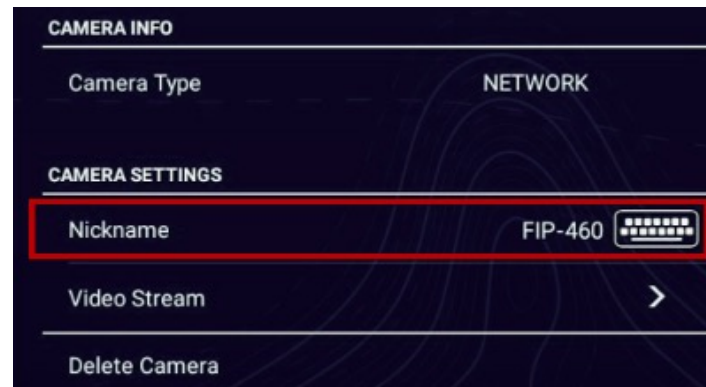 CAMERA INFO
Camera Type NETWORK
CAMERA SETTINGS
Nickname FIP-460
Video Stream
Delete Camera